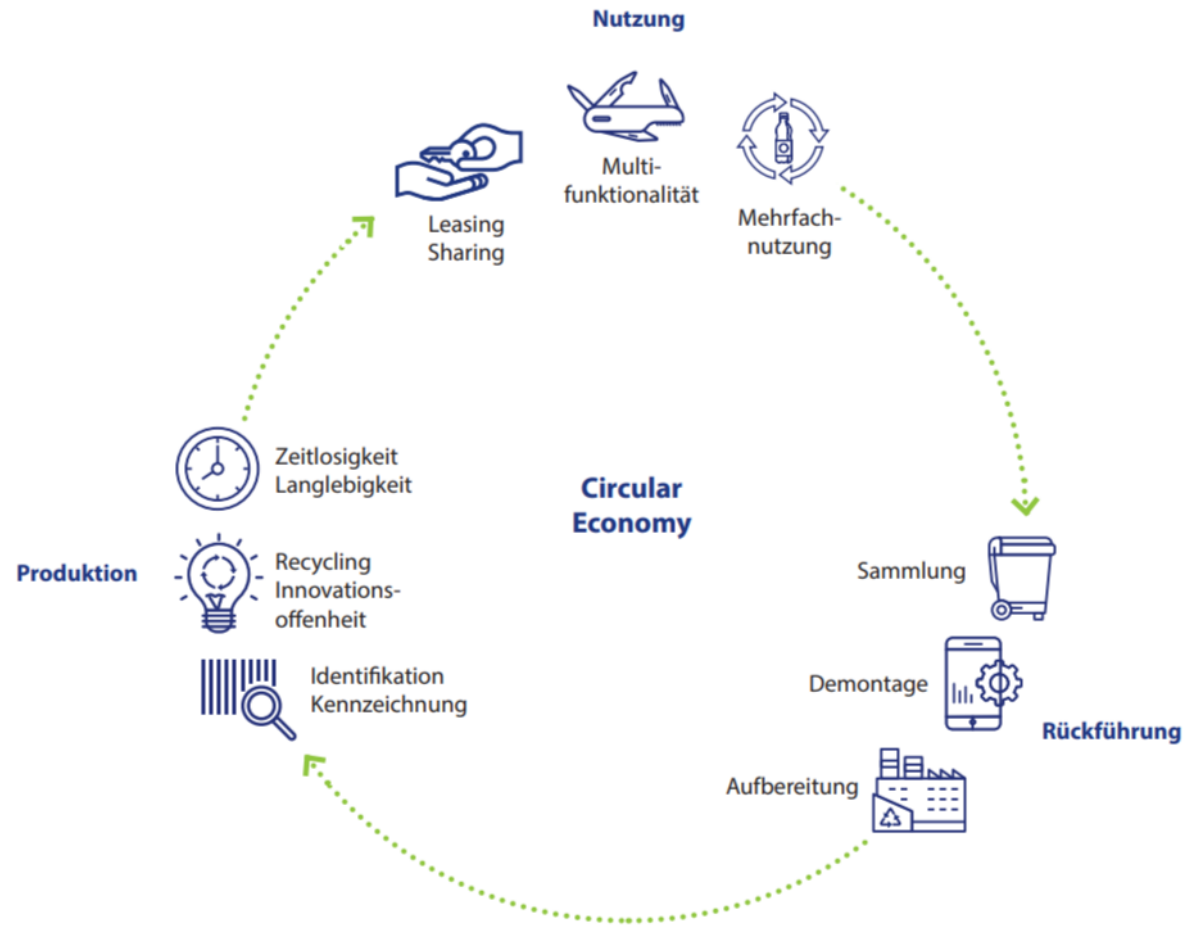 Nutzung
Leasing
Sharing
Multi-
funktionalität
Mehrfach-
nutzung
Zeitlosigkeit
Langlebigkeit
Circular
Economy
Produktion
Recycling
Innovations-
offenheit
Identifikation
Kennzeichnung
Sammlung
Demontage
Rückführung
Aufbereitung